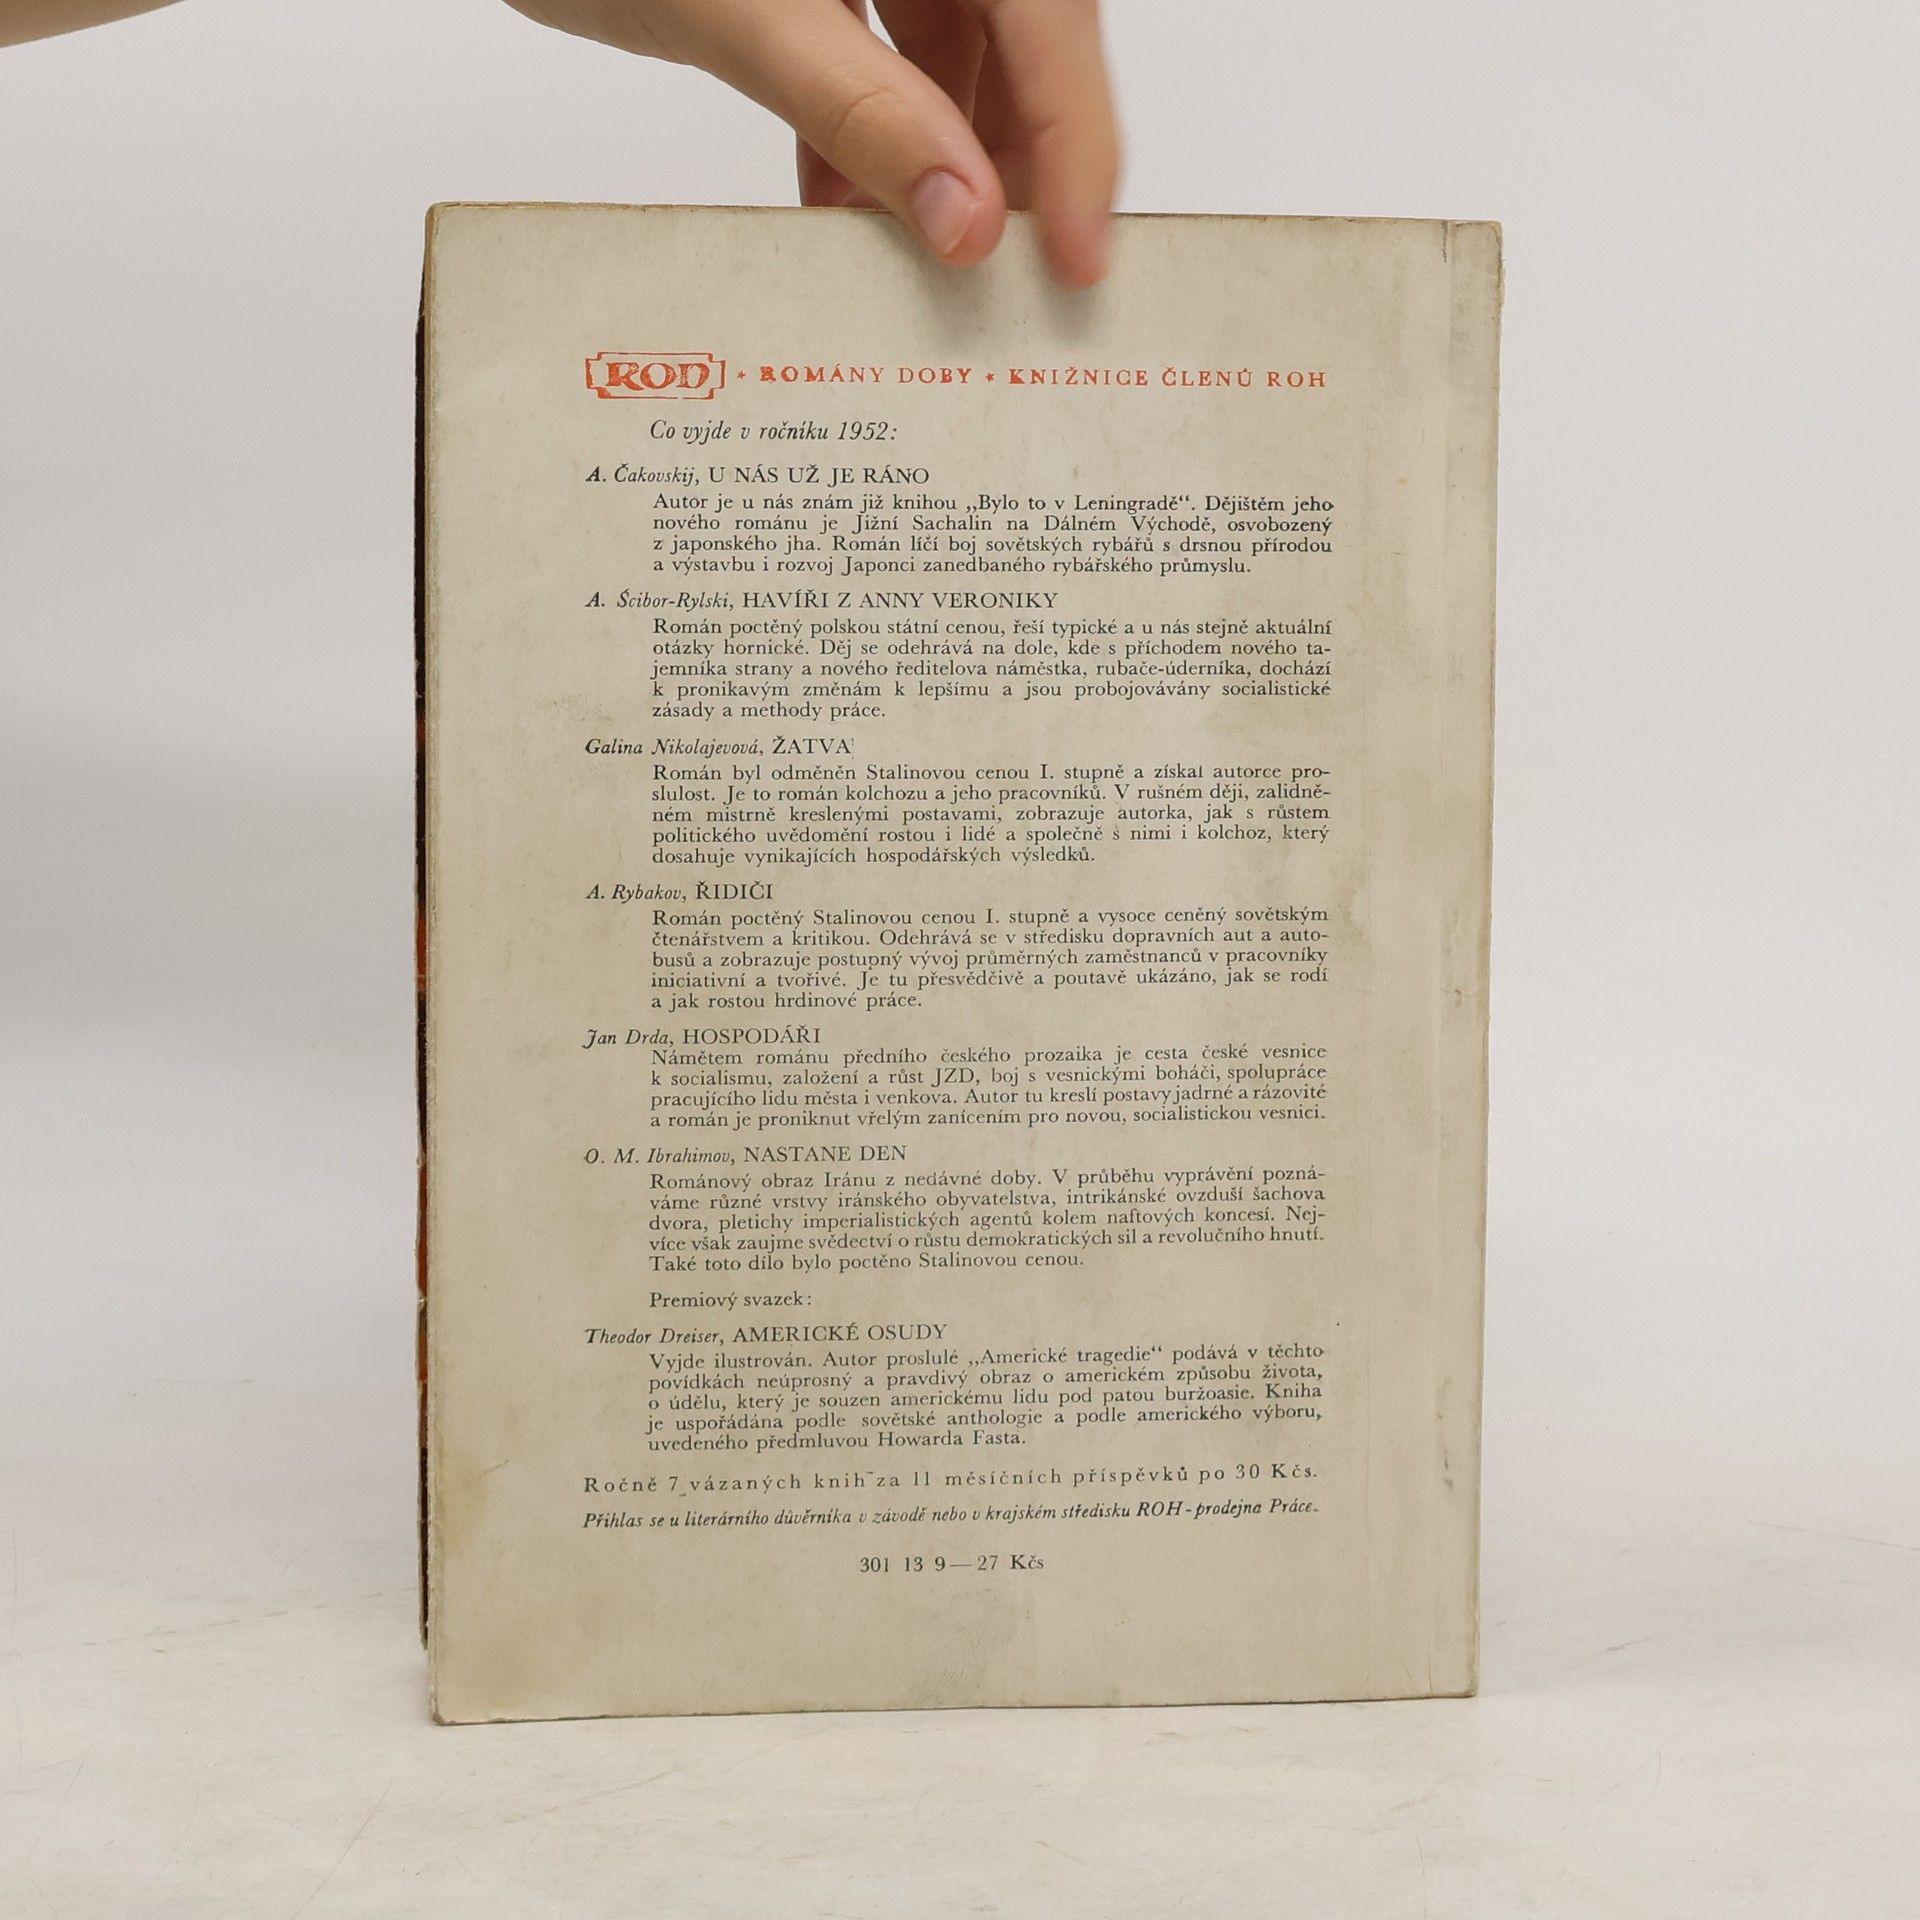 ROD * ROMÁNY DOBY * KNIŽNICE ČLENŮ ROH
Co vyjde v ročníku 1952:
A. Čakovskij, U NÁS UŽ JE RÁNO
Autor je u nás znám již knihou „Bylo to v Leningradě“. Dějištěm jeho
nového románu je Jižní Sachalin na Dálném Východě, osvobozený
z japonského jha. Román líčí boj sovětských rybářů s drsnou přírodou
a výstavbu i rozvoj Japonci zanedbaného rybářského průmyslu.
A. Ścibor-Rylski, HAVÍŘI Z ANNY VERONIKY
Román poctěný polskou státní cenou, řeší typické a u nás stejně aktuální
otázky hornické. Děj se odehrává na dole, kde s příchodem nového ta-
jemníka strany a nového ředitelova náměstka, rubače-úderníka, dochází
k pronikavým změnám k lepšímu a jsou probojovávány socialistické
zásady a methody práce.
Galina Nikolajevová, ŽATVA
Román byl odměněn Stalinovou cenou I. stupně a získal autorce pro-
slulost. Je to román kolchozu a jeho pracovníků. V rušném ději, zalidně-
ném mistrně kreslenými postavami, zobrazuje autorka, jak s růstem
politického uvědomění rostou i lidé a společně s nimi i kolchoz, který
dosahuje vynikajících hospodářských výsledků.
A. Rybakov, ŘIDIČI
Román poctěný Stalinovou cenou I. stupně a vysoce ceněný sovětským
čtenářstvem a kritikou. Odehrává se v středisku dopravních aut a auto-
busů a zobrazuje postupný vývoj průměrných zaměstnanců v pracovníky
iniciativní a tvořivé. Je tu přesvědčivě a poutavě ukázáno, jak se rodí
a jak rostou hrdinové práce.
Jan Drda, HOSPODÁŘI
Námětem románu předního českého prozaika je cesta české vesnice
k socialismu, založení a růst JZD, boj s vesnickými boháči, spolupráce
pracujícího lidu města i venkova. Autor tu kreslí postavy jadrné a rázovité
a román je proniknut vřelým zanícením pro novou, socialistickou vesnici.
O. M. Ibrahimov, NASTANE DEN
Románový obraz Iránu z nedávné doby. V průběhu vyprávění pozná-
váme různé vrstvy iránského obyvatelstva, intrikánské ovzduší šachova
dvora, pletichy imperialistických agentů kolem naftových koncesí. Nej-
více však zaujme svědectví o růstu demokratických sil a revolučního hnutí.
Také toto dílo bylo poctěno Stalinovou cenou.
Premiový svazek:
Theodor Dreiser, AMERICKÉ OSUDY
Vyjde ilustrován. Autor proslulé „Americké tragedie“ podává v těchto
povídkách neúprosný a pravdivý obraz o americkém způsobu života,
o údělu, který je souzen americkému lidu pod patou buržoasie. Kniha
je uspořádána podle sovětské anthologie a podle amerického výboru,
uvedeného předmluvou Howarda Fasta.
Ročně 7 vázaných knih za 11 měsíčních příspěvků po 30 Kčs.
Přihlas se u literárního důvěrníka v závodě nebo v krajském středisku ROH-prodejna Práce.
301 13 9—27 Kčs